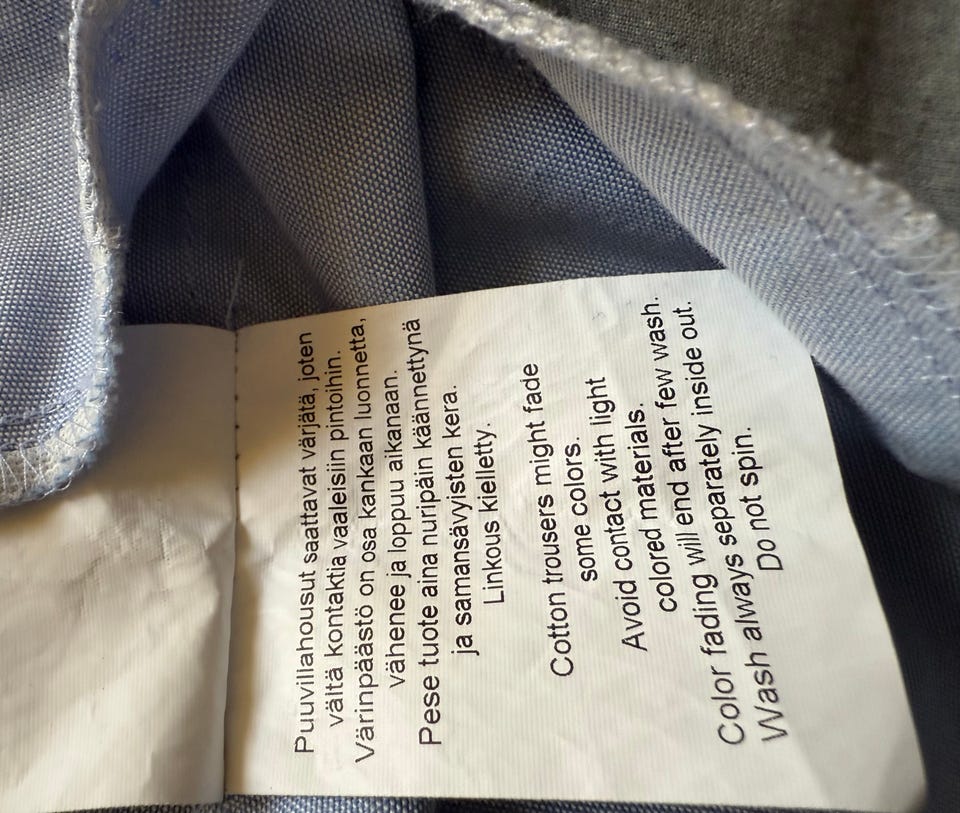 Puuvillahousut saattavat värjätä, joten
vältä kontaktia vaaleisiin pintoihin.
Värinpäästö on osa kankaan luonnetta,
vähenee ja loppuu aikanaan.
Pese tuote aina nuripäin käännettynä
ja samansävyisten kera.
Linkous kielletty.
Cotton trousers might fade
some colors.
Avoid contact with light
colored materials.
Color fading will end after few wash.
Wash always separately inside out.
Do not spin.